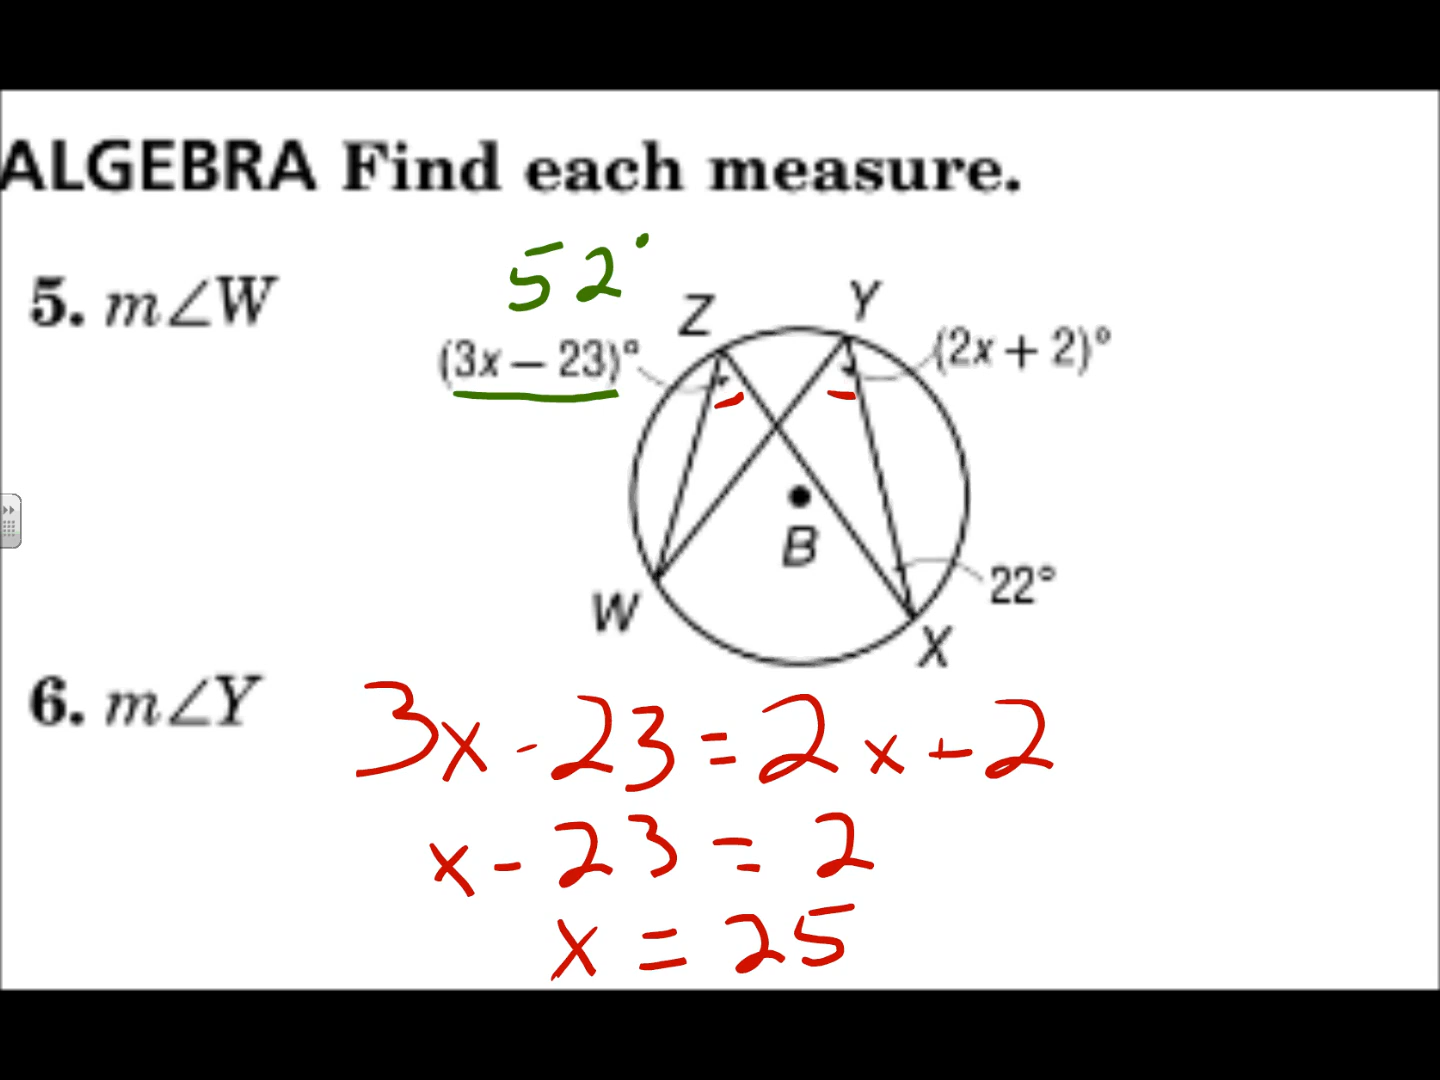 ALGEBRA Find each measure.
52°
5. m∠W
Z
Y
(3x – 23)°
(2x + 2)°
B
22°
W
X
6. m∠Y
3x - 23 = 2x + 2
x - 23 = 2
x = 25